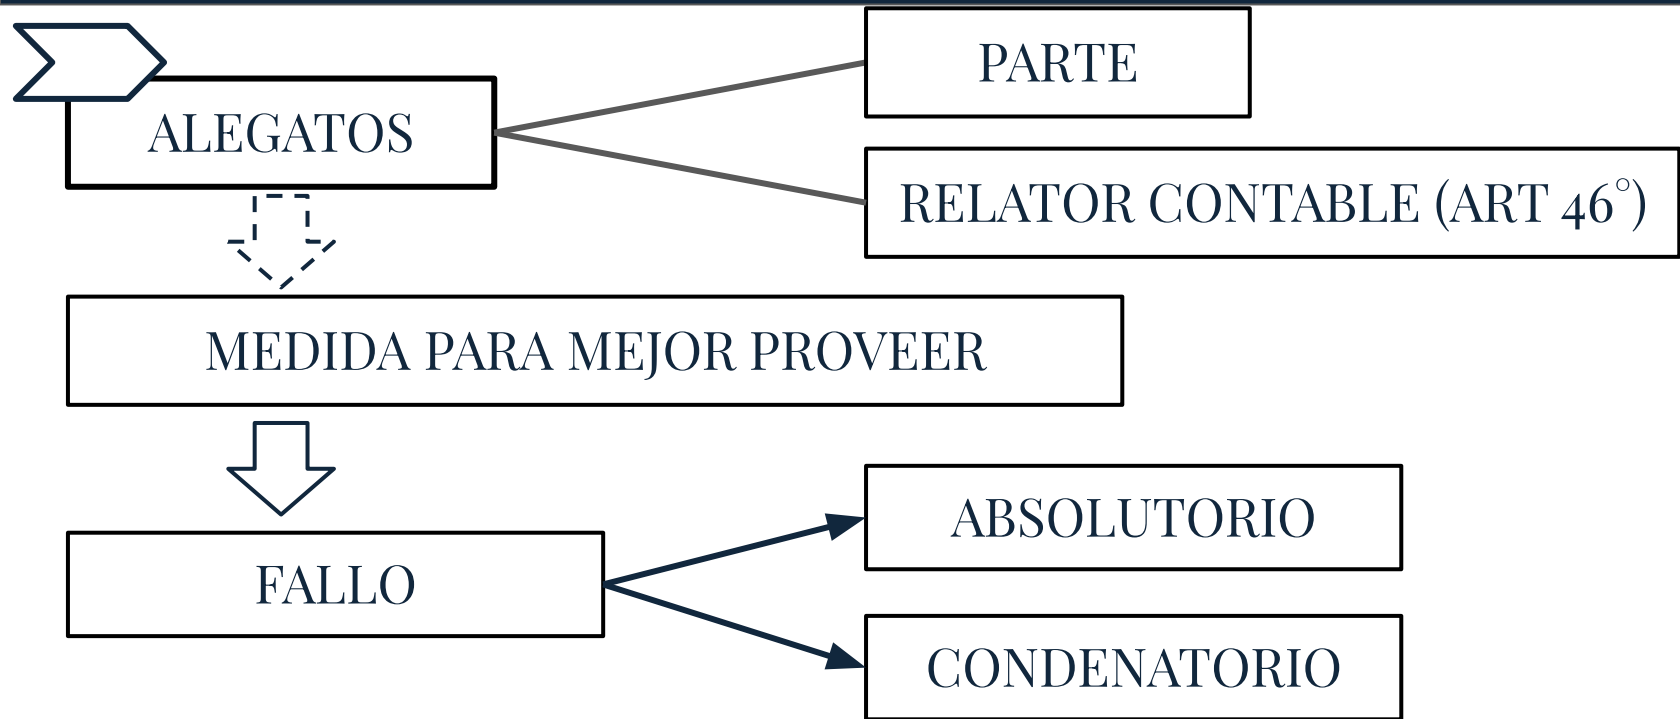 PARTE
ALEGATOS
RELATOR CONTABLE (ART 46°)
MEDIDA PARA MEJOR PROVEER
ABSOLUTORIO
FALLO
CONDENATORIO